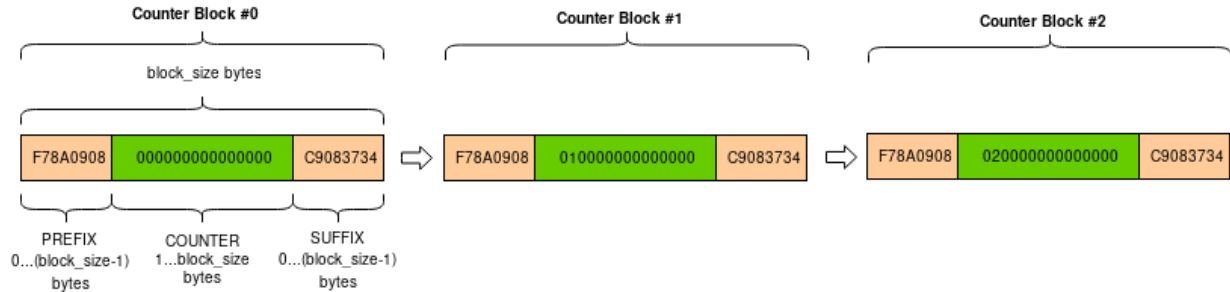 Counter Block #0
Counter Block #1
Counter Block #2
block_size bytes
F78A0908 000000000000000 C9083734
F78A0908 010000000000000 C9083734
F78A0908 020000000000000 C9083734
PREFIX
0...(block_size-1)
bytes
COUNTER
1...block_size
bytes
SUFFIX
0...(block_size-1)
bytes